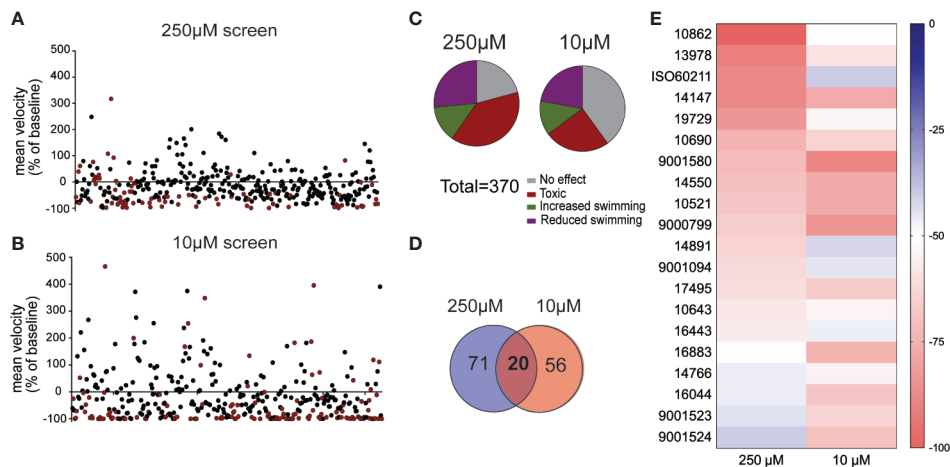 A
250µM screen
mean velocity
(% of baseline)
500
400
300
200
100
0
-100
B
10µM screen
mean velocity
(% of baseline)
500
400
300
200
100
0
-100
C
250µM
10µM
Total=370
No effect
Toxic
Increased swimming
Reduced swimming
D
250µM
10µM
71
20
56
E
10862
13978
ISO60211
14147
19729
10690
9001580
14550
10521
9000799
14891
9001094
17495
10643
16443
16883
14766
16044
9001523
9001524
250 µM
10 µM
0
-25
-50
-75
-100